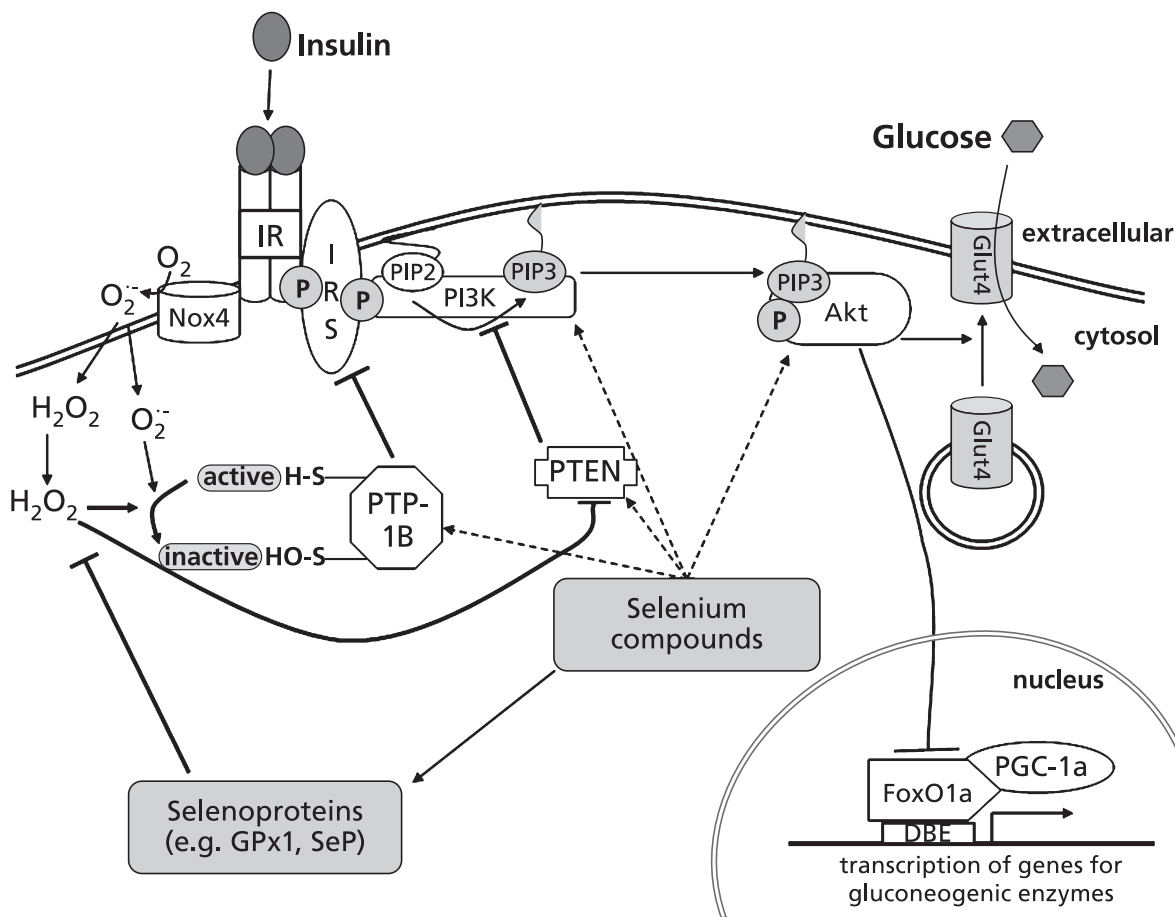 Insulin
Glucose
IR
I
R
S
P
P
PIP2
PI3K
PIP3
PIP3
P
Akt
Glut4
extracellular
cytosol
O2
O2·-
Nox4
H2O2
O2·-
Glut4
active
H-S
PTP-
1B
PTEN
H2O2
inactive
HO-S
Selenium
compounds
nucleus
Selenoproteins
(e.g. GPx1, SeP)
PGC-1a
FoxO1a
DBE
transcription of genes for
gluconeogenic enzymes